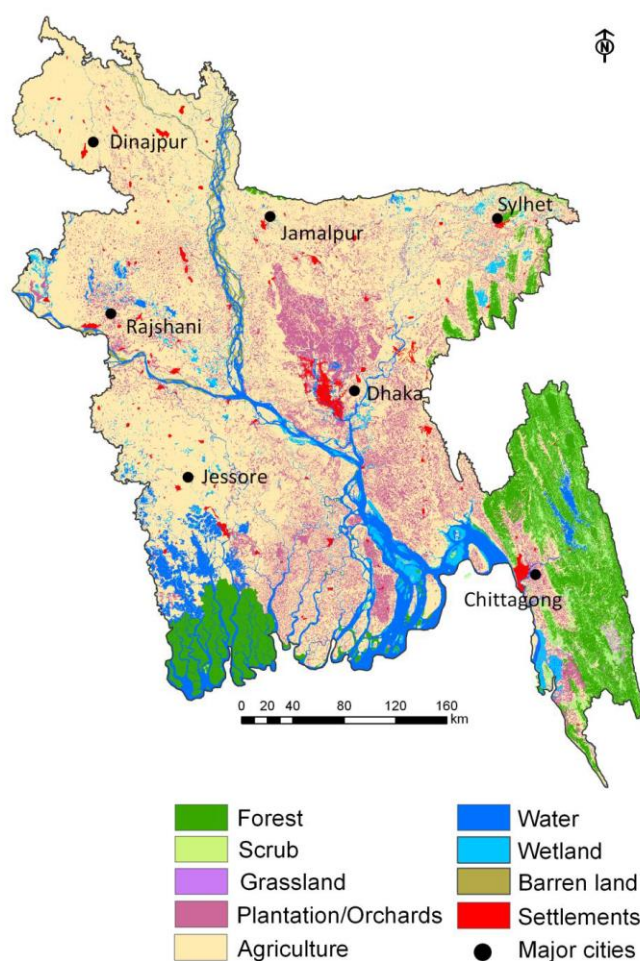 N
Dinajpur
Sylhet
Jamalpur
Rajshani
Dhaka
Jessore
Chittagong
0 20 40 80 120 160
km
Forest
Scrub
Grassland
Plantation/Orchards
Agriculture
Water
Wetland
Barren land
Settlements
Major cities